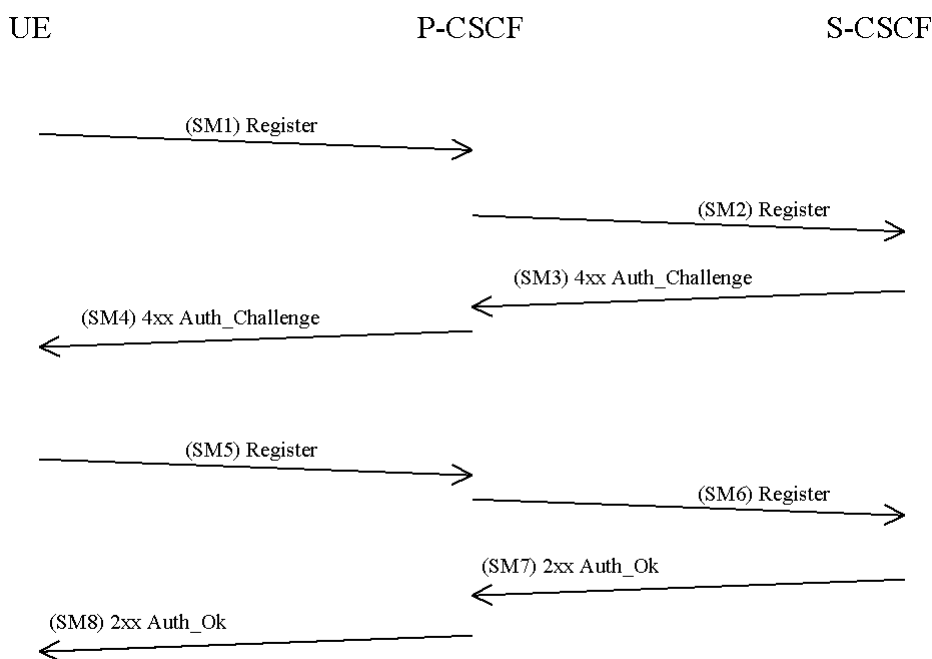 UE P-CSCF S-CSCF
(SM1) Register
(SM2) Register
(SM3) 4xx Auth_Challenge
(SM4) 4xx Auth_Challenge
(SM5) Register
(SM6) Register
(SM7) 2xx Auth_Ok
(SM8) 2xx Auth_Ok